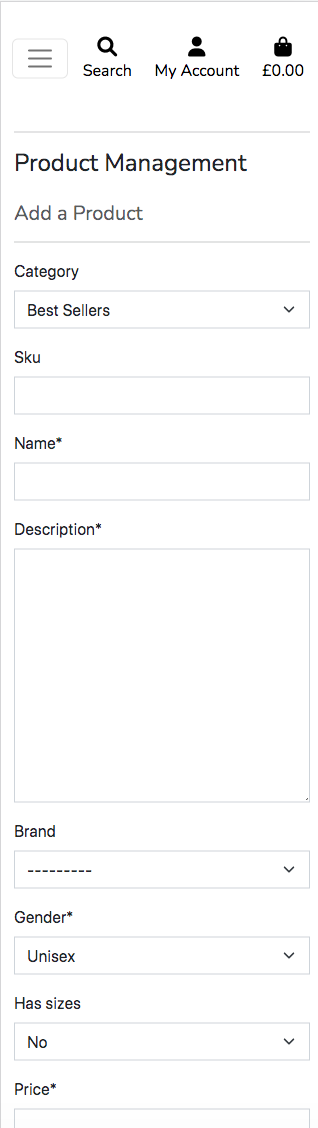 Search
My Account
£0.00
Product Management
Add a Product
Category
Best Sellers
Sku
Name*
Description*
Brand
---------
Gender*
Unisex
Has sizes
No
Price*